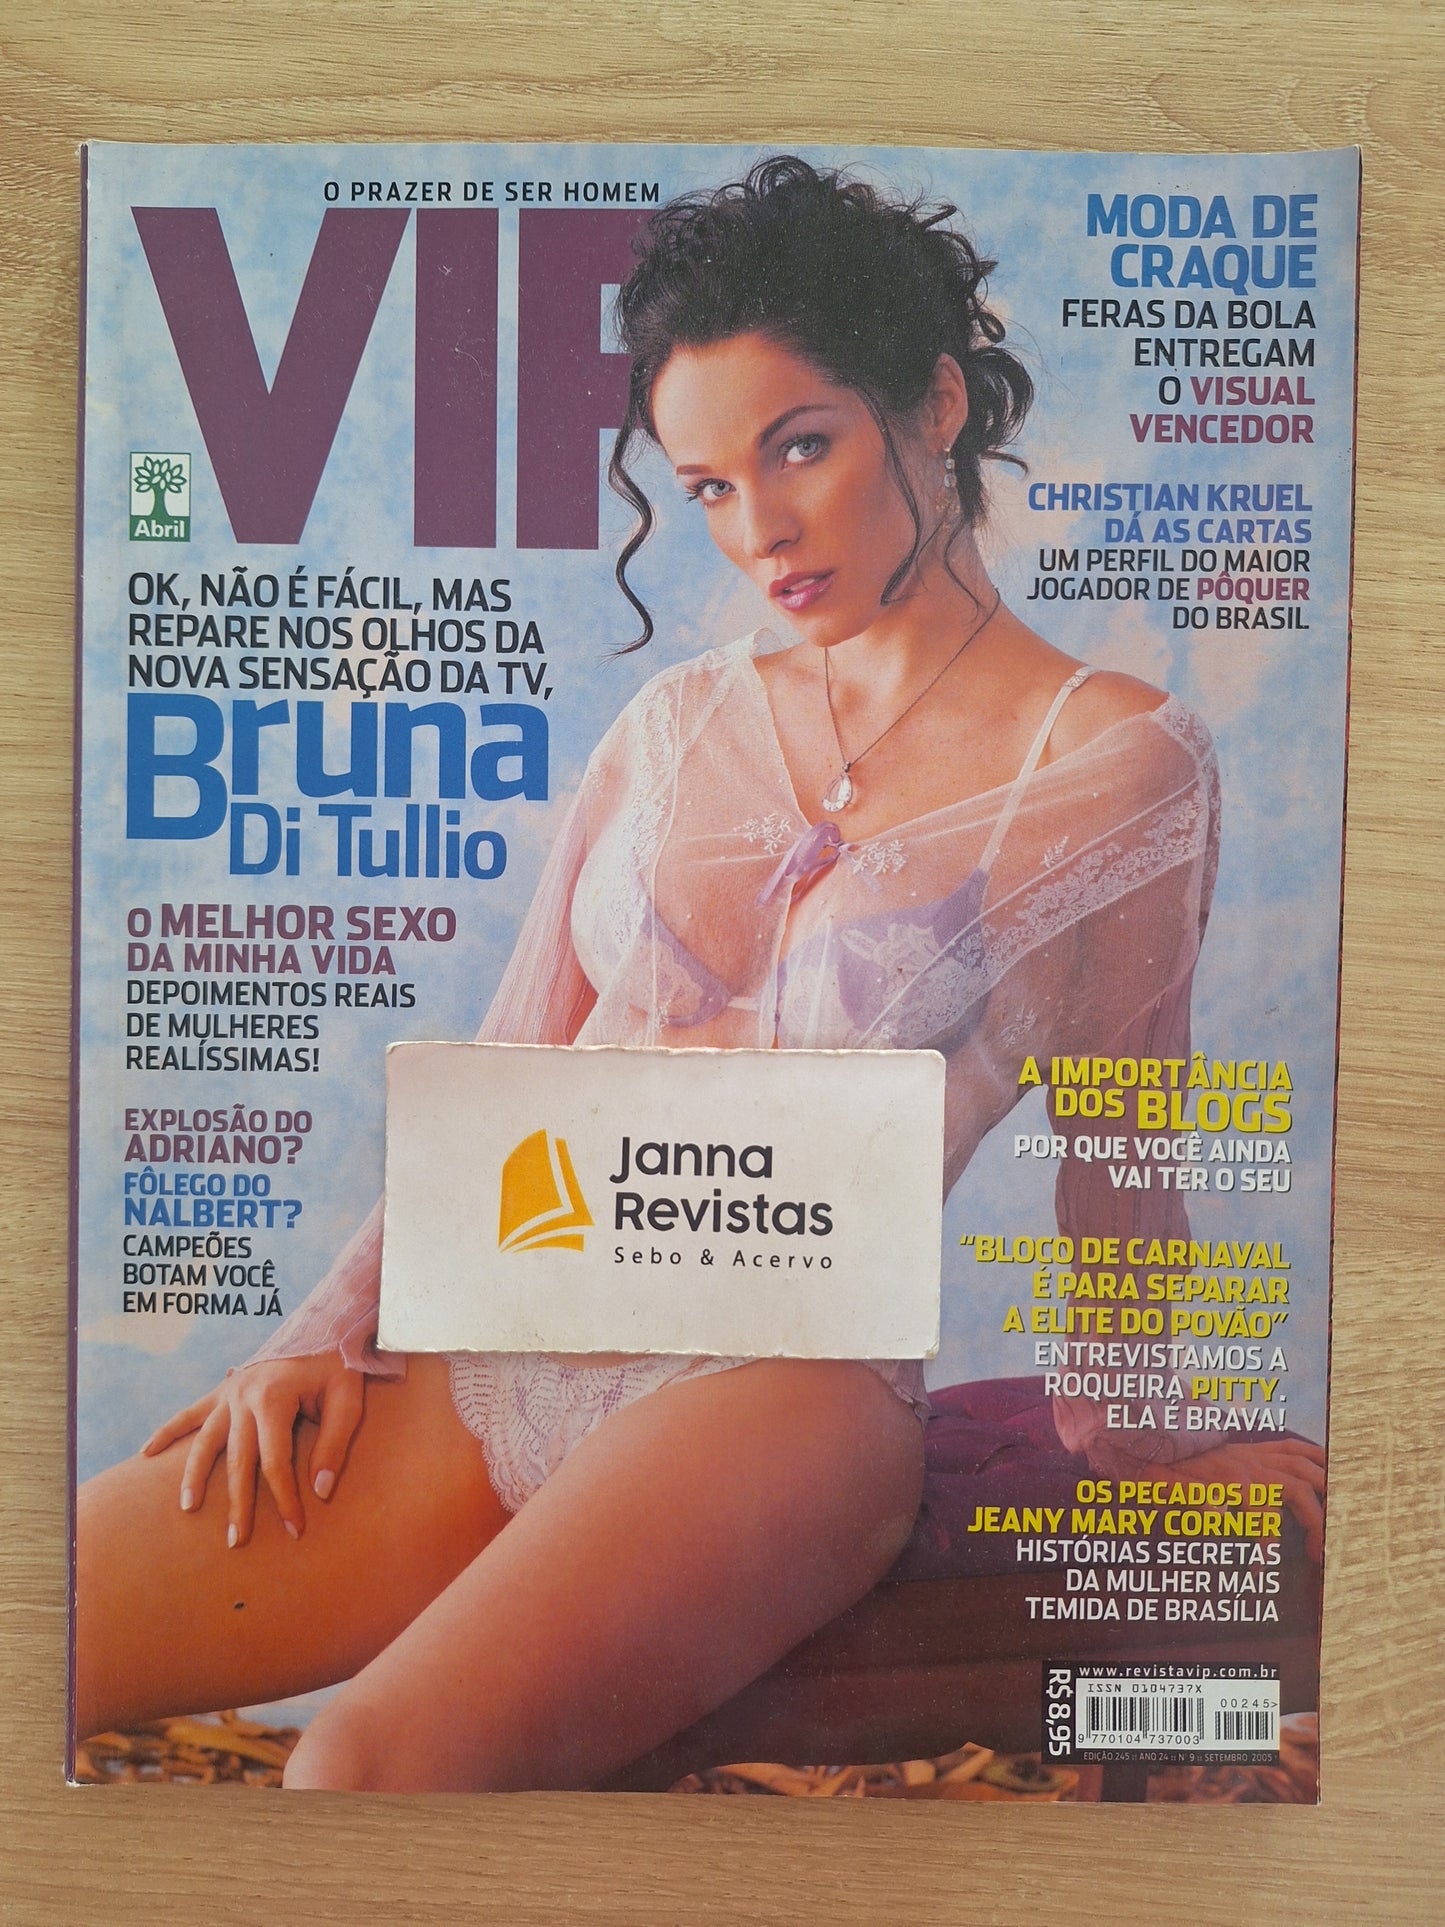 O PRAZER DE SER HOMEM
VIP
Abril
OK, NÃO É FÁCIL, MAS
REPARE NOS OLHOS DA
NOVA SENSAÇÃO DA TV,
Bruna
Di Tullio
O MELHOR SEXO
DA MINHA VIDA
DEPOIMENTOS REAIS
DE MULHERES
REALÍSSIMAS!
EXPLOSÃO DO
ADRIANO?
FÔLEGO DO
NALBERT?
CAMPEÕES
BOTAM VOCÊ
EM FORMA JÁ
MODA DE
CRAQUE
FERAS DA BOLA
ENTREGAM
O VISUAL
VENCEDOR
CHRISTIAN KRUEL
DÁ AS CARTAS
UM PERFIL DO MAIOR
JOGADOR DE PÔQUER
DO BRASIL
Janna
Revistas
Sebo & Acervo
A IMPORTÂNCIA
DOS BLOGS
POR QUE VOCÊ AINDA
VAI TER O SEU
"BLOCO DE CARNAVAL
É PARA SEPARAR
A ELITE DO POVÃO"
ENTREVISTAMOS A
ROQUEIRA PITTY.
ELA É BRAVA!
OS PECADOS DE
JEANY MARY CORNER
HISTÓRIAS SECRETAS
DA MULHER MAIS
TEMIDA DE BRASÍLIA
www.revistavip.com.br
R$ 8,95
ISSN 0104737X
00245>
9 770104 737003
EDIÇÃO 245 :: ANO 24 :: Nº 9 :: SETEMBRO 2005